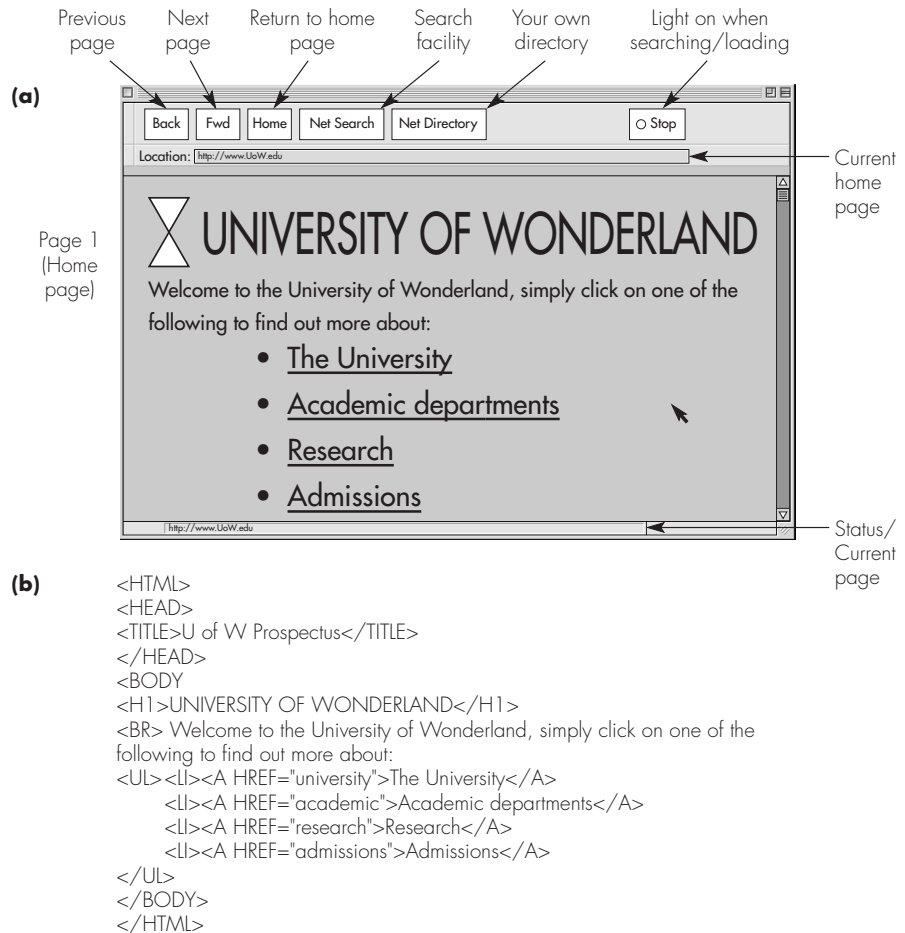 Previous page
Next page
Return to home page
Search facility
Your own directory
Light on when searching/loading
(a)
Back Fwd Home Net Search Net Directory Stop
Location: http://www.UoW.edu
Current home page
Page 1 (Home page)
UNIVERSITY OF WONDERLAND
Welcome to the University of Wonderland, simply click on one of the
following to find out more about:
• The University
• Academic departments
• Research
• Admissions
http://www.UoW.edu
Status/ Current page
(b)
<HTML>
<HEAD>
<TITLE>U of W Prospectus</TITLE>
</HEAD>
<BODY
<H1>UNIVERSITY OF WONDERLAND</H1>
<BR> Welcome to the University of Wonderland, simply click on one of the
following to find out more about:
<UL><LI><A HREF="university">The University</A>
<LI><A HREF="academic">Academic departments</A>
<LI><A HREF="research">Research</A>
<LI><A HREF="admissions">Admissions</A>
</UL>
</BODY>
</HTML>